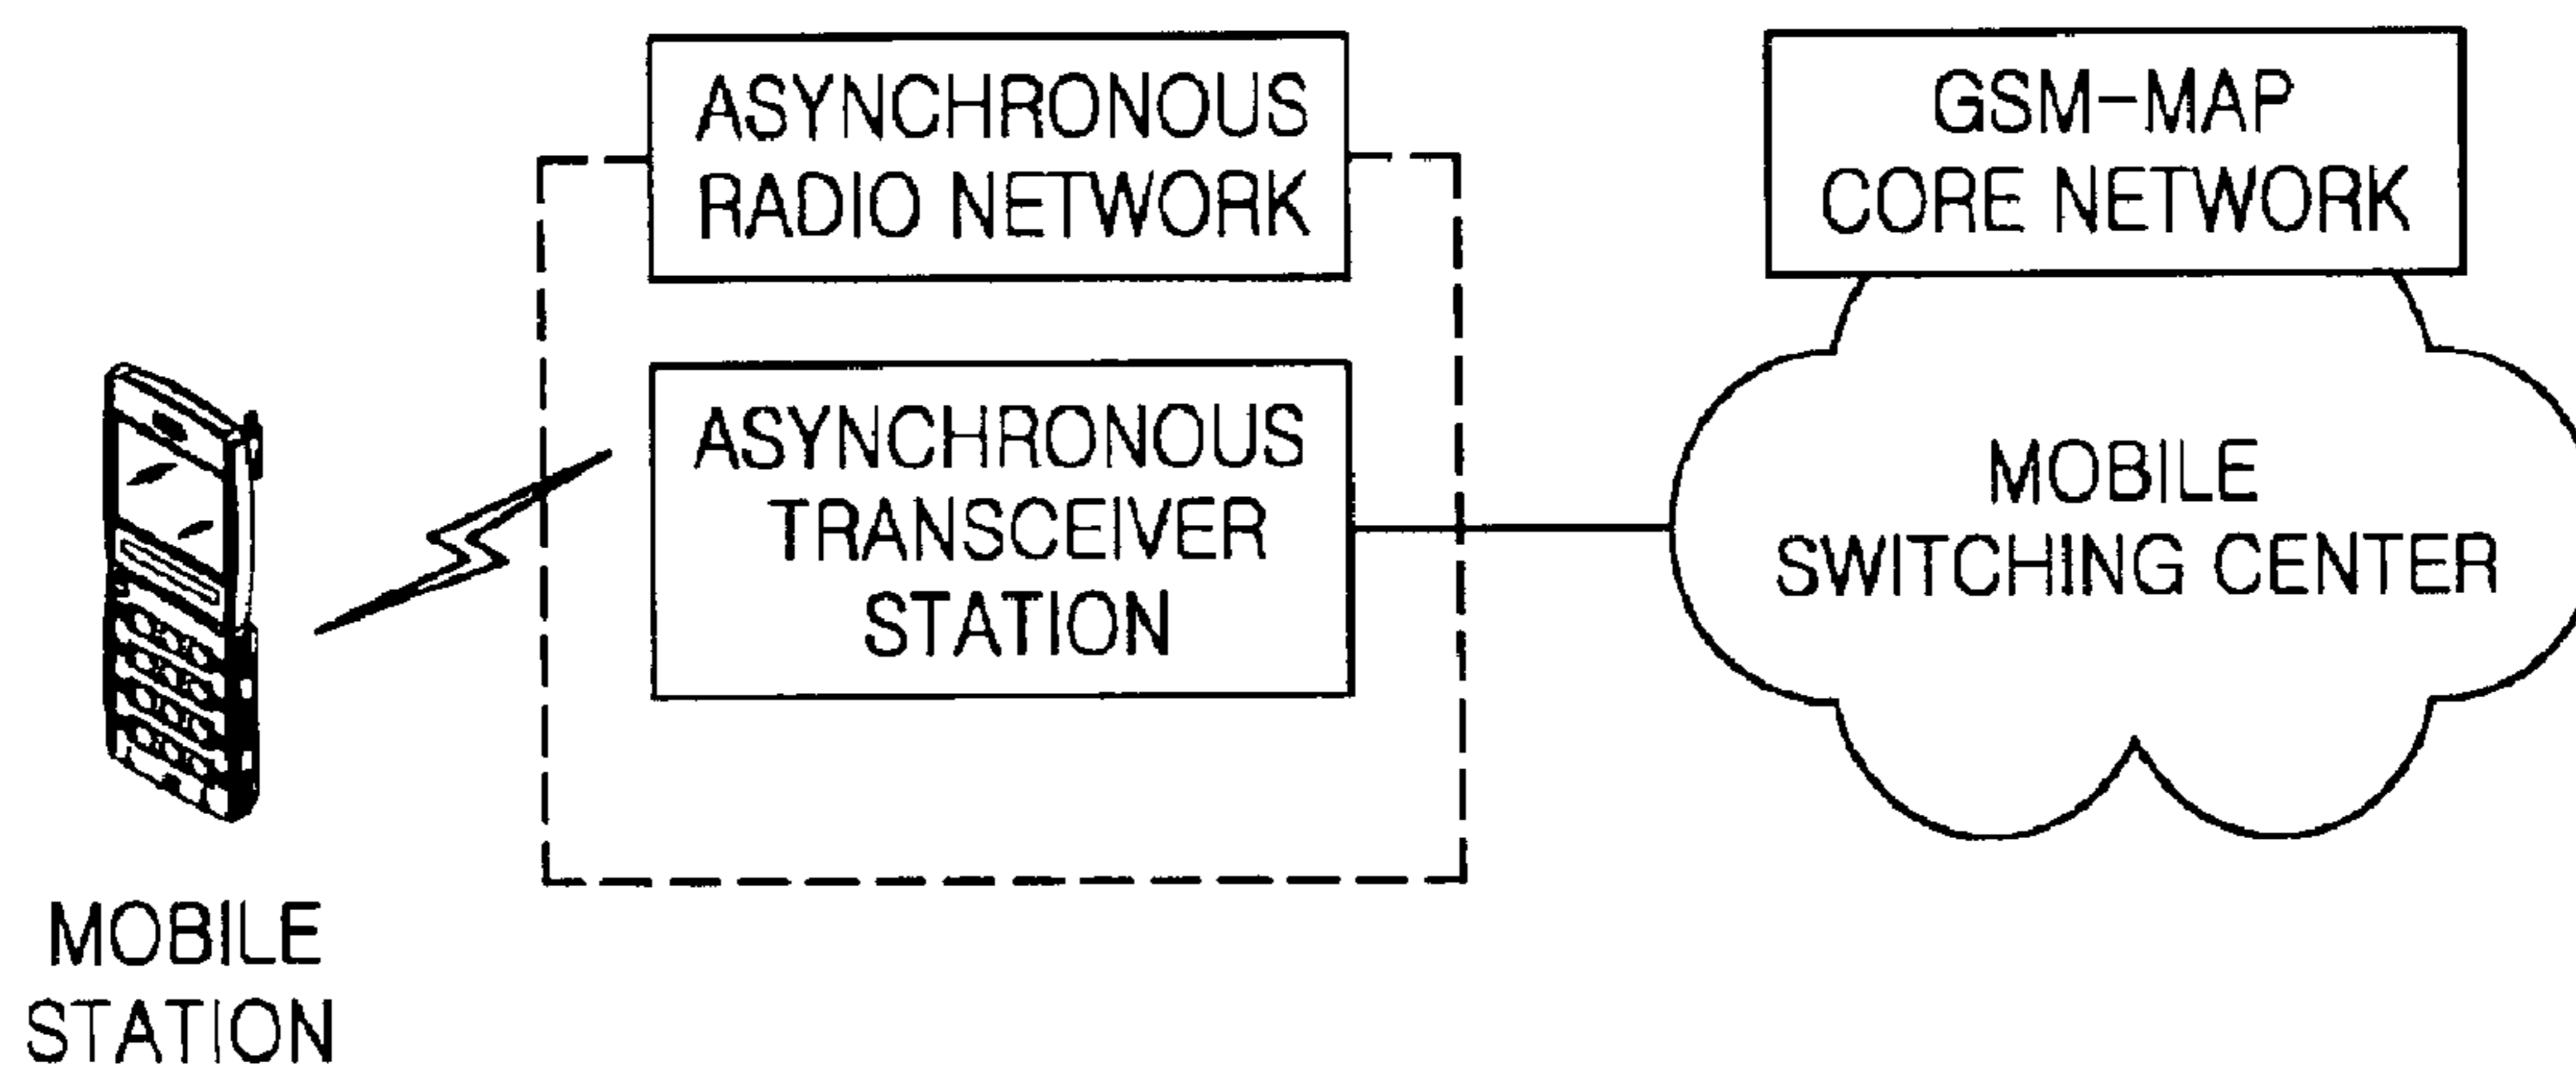 ASYNCHRONOUS
RADIO NETWORK
GSM-MAP
CORE NETWORK
ASYNCHRONOUS
TRANSCEIVER
STATION
MOBILE
SWITCHING CENTER
MOBILE
STATION